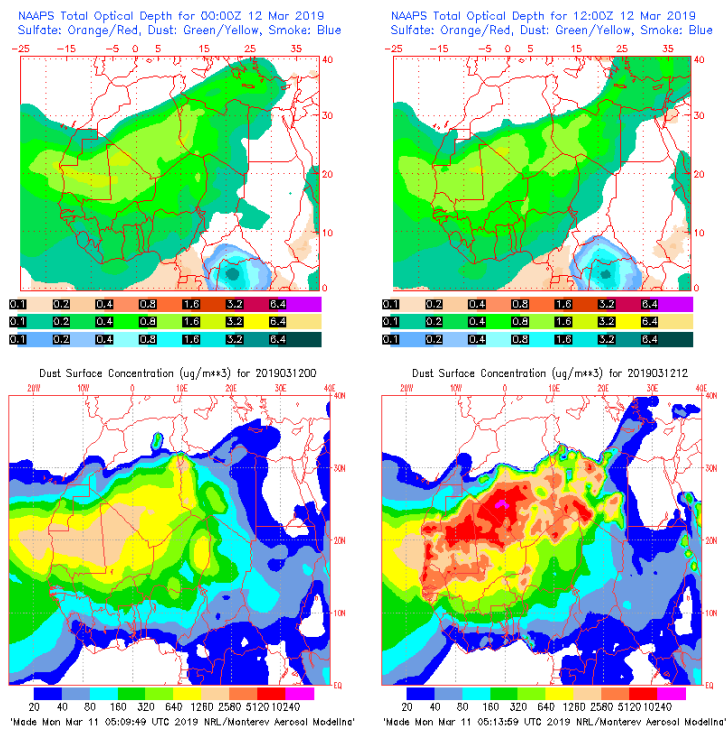 NAAPS Total Optical Depth for 00:00Z 12 Mar 2019
Sulfate: Orange/Red, Dust: Green/Yellow, Smoke: Blue
-25 -15 -5 0 5 15 25 35 40
30
20
10
0
0.1 0.2 0.4 0.8 1.6 3.2 6.4
0.1 0.2 0.4 0.8 1.6 3.2 6.4
0.1 0.2 0.4 0.8 1.6 3.2 6.4
NAAPS Total Optical Depth for 12:00Z 12 Mar 2019
Sulfate: Orange/Red, Dust: Green/Yellow, Smoke: Blue
-25 -15 -5 0 5 15 25 35 40
30
20
10
0
0.1 0.2 0.4 0.8 1.6 3.2 6.4
0.1 0.2 0.4 0.8 1.6 3.2 6.4
0.1 0.2 0.4 0.8 1.6 3.2 6.4
Dust Surface Concentration (ug/m**3) for 2019031200
20W 10W 0 10E 20E 30E 40E
40N
30N
20N
10N
EQ
20 40 80 160 320 640 1260 2580 5120 10240
'Made Mon Mar 11 05:09:49 UTC 2019 NRL/Monterey Aerosol Modeling'
Dust Surface Concentration (ug/m**3) for 2019031212
20W 10W 0 10E 20E 30E 40E
40N
30N
20N
10N
EQ
20 40 80 160 320 640 1260 2580 5120 10240
'Made Mon Mar 11 05:13:59 UTC 2019 NRL/Monterey Aerosol Modeling'